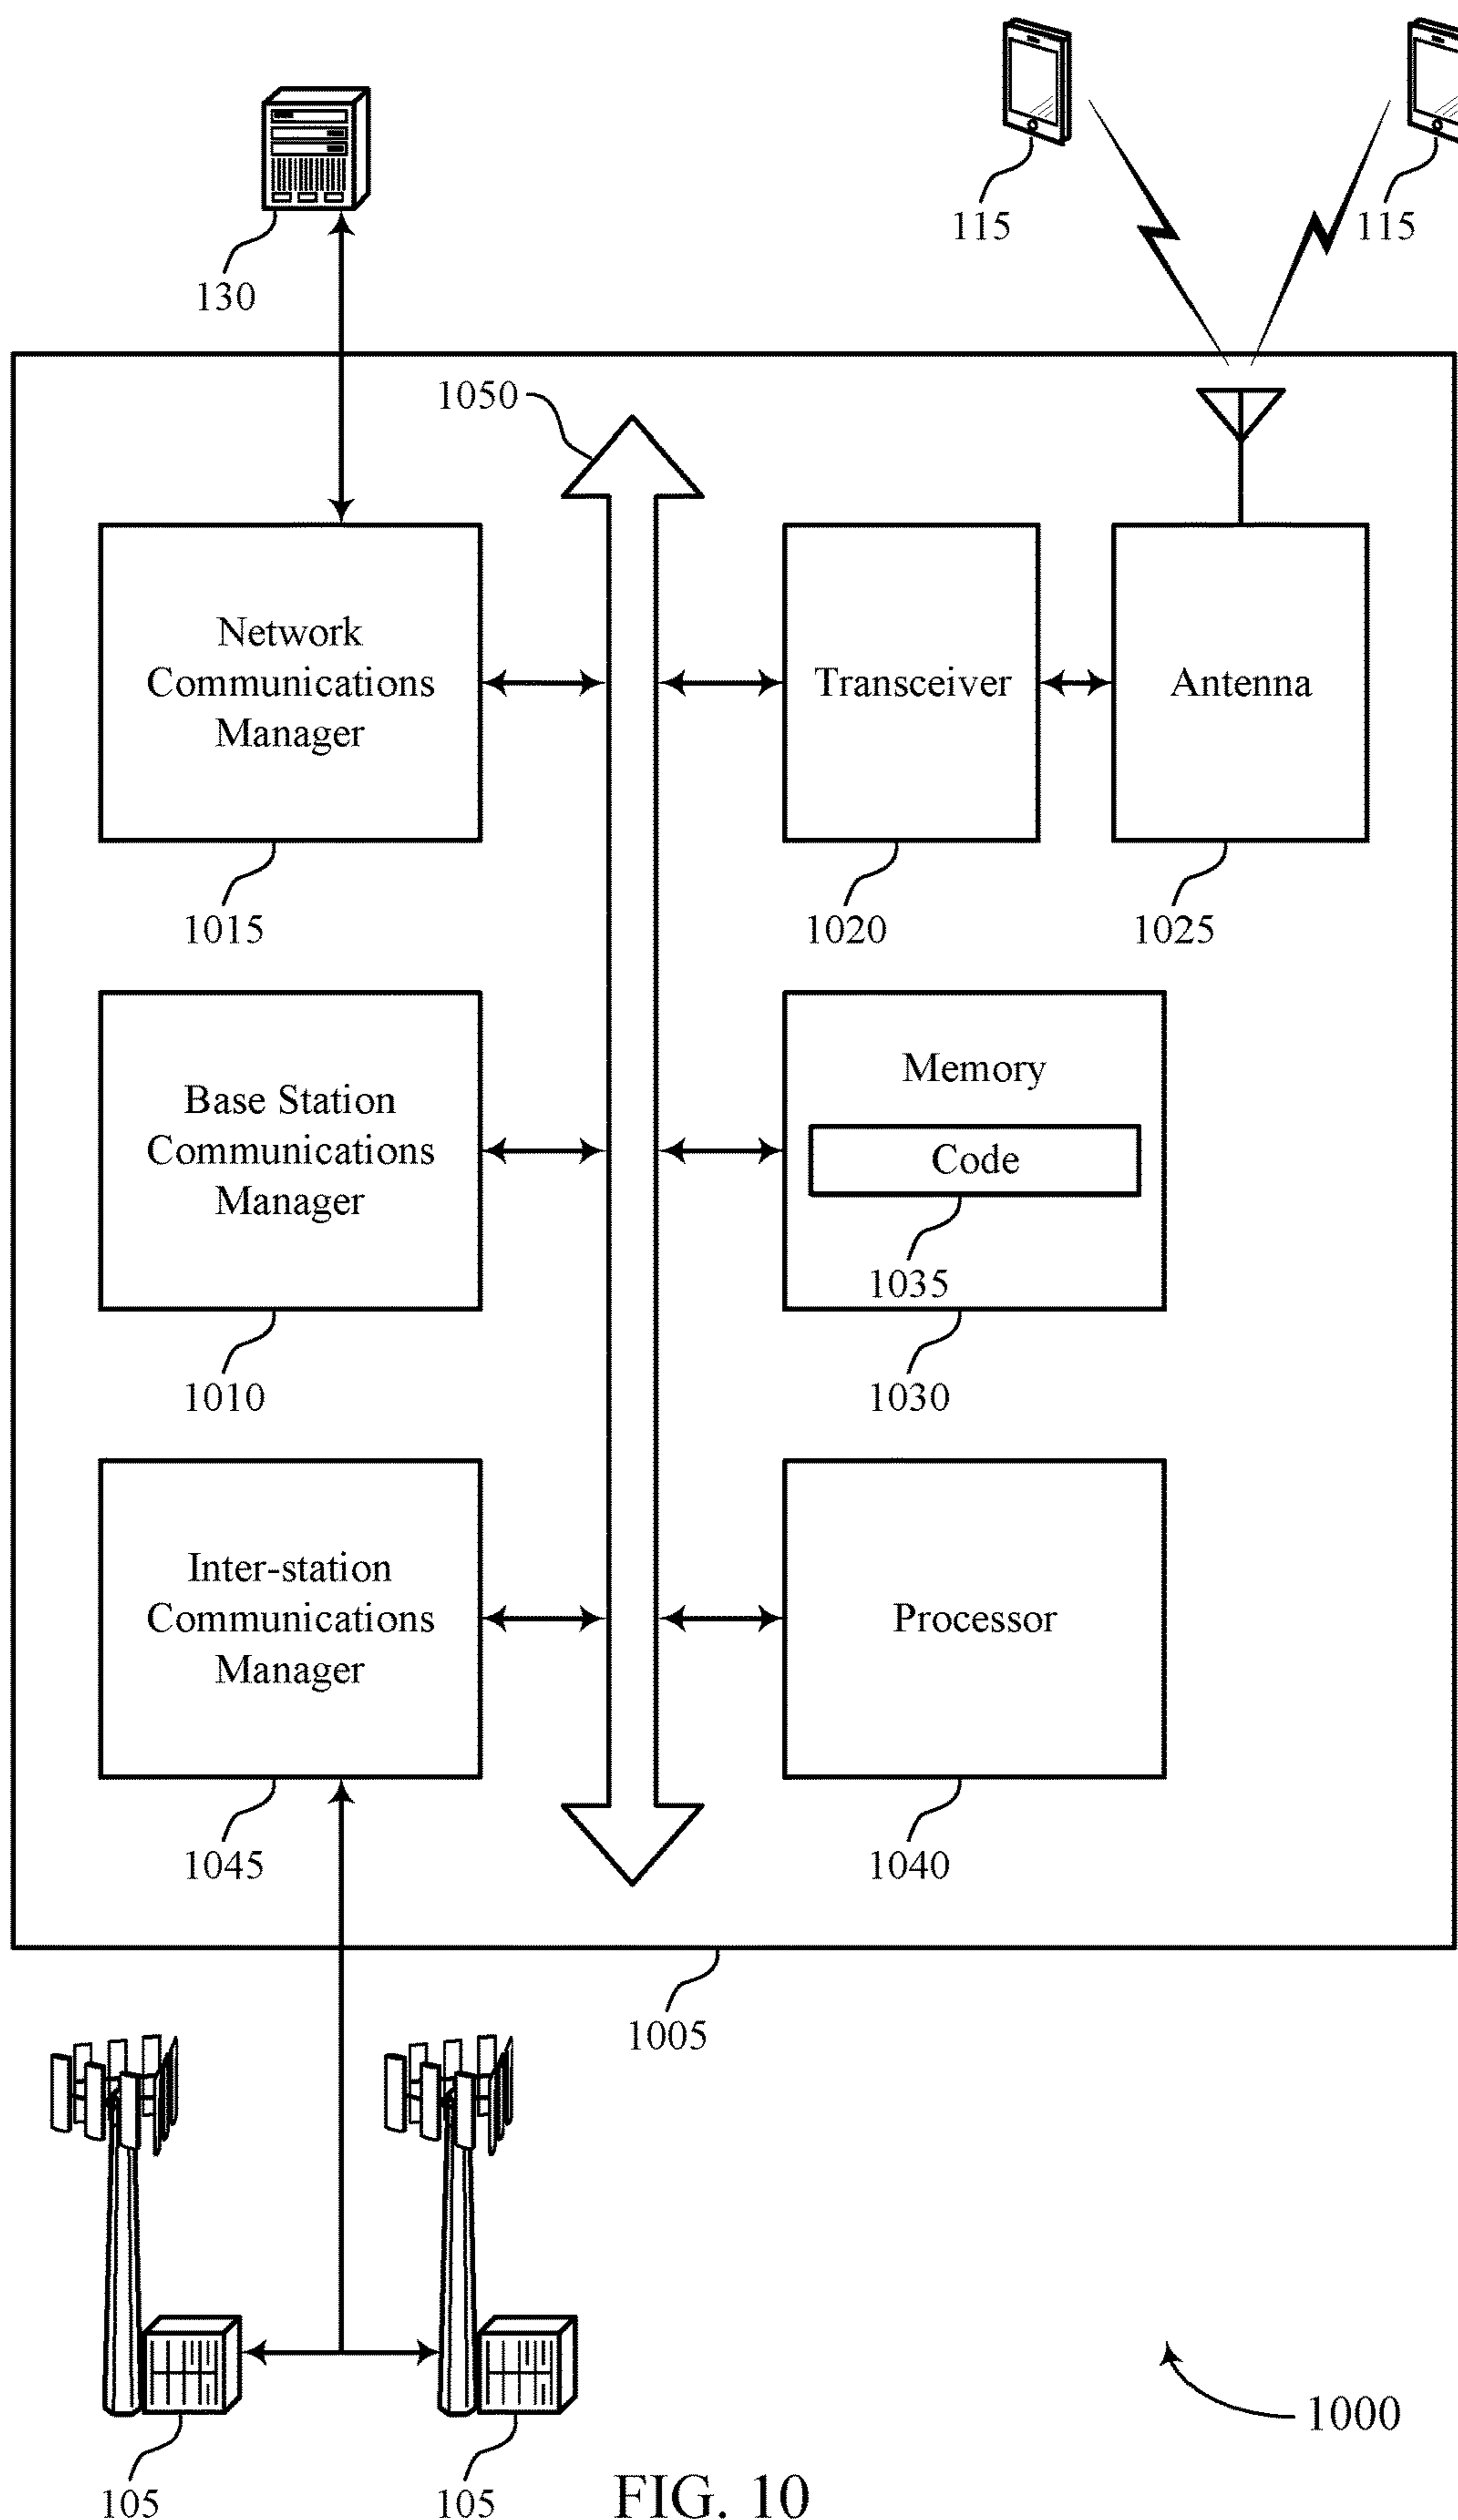 115
115
130
1050
Network
Communications
Manager
Transceiver
Antenna
1015
1020
1025
Base Station
Communications
Manager
Memory
Code
1035
1010
1030
Inter-station
Communications
Manager
Processor
1045
1040
1005
1000
105
105
FIG. 10